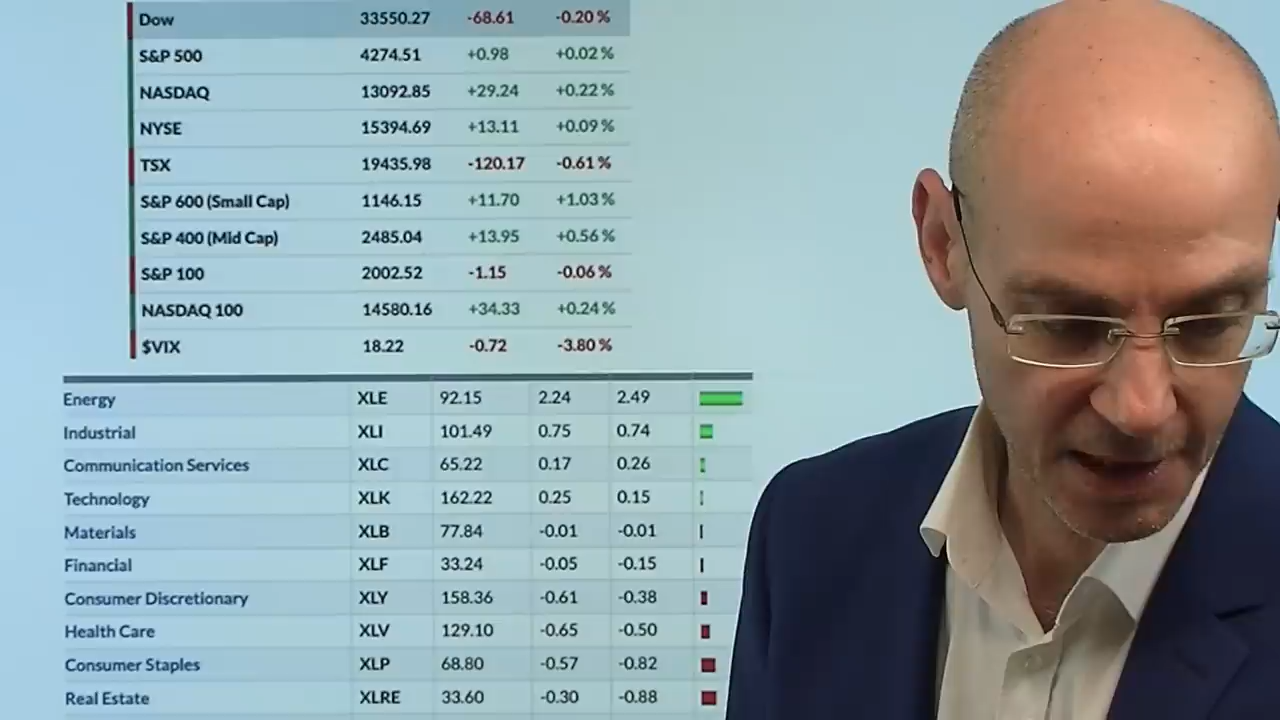 Dow 33550.27 -68.61 -0.20 %
S&P 500 4274.51 +0.98 +0.02 %
NASDAQ 13092.85 +29.24 +0.22 %
NYSE 15394.69 +13.11 +0.09 %
TSX 19435.98 -120.17 -0.61 %
S&P 600 (Small Cap) 1146.15 +11.70 +1.03 %
S&P 400 (Mid Cap) 2485.04 +13.95 +0.56 %
S&P 100 2002.52 -1.15 -0.06 %
NASDAQ 100 14580.16 +34.33 +0.24 %
$VIX 18.22 -0.72 -3.80 %
Energy XLE 92.15 2.24 2.49
Industrial XLI 101.49 0.75 0.74
Communication Services XLC 65.22 0.17 0.26
Technology XLK 162.22 0.25 0.15
Materials XLB 77.84 -0.01 -0.01
Financial XLF 33.24 -0.05 -0.15
Consumer Discretionary XLY 158.36 -0.61 -0.38
Health Care XLV 129.10 -0.65 -0.50
Consumer Staples XLP 68.80 -0.57 -0.82
Real Estate XLRE 33.60 -0.30 -0.88